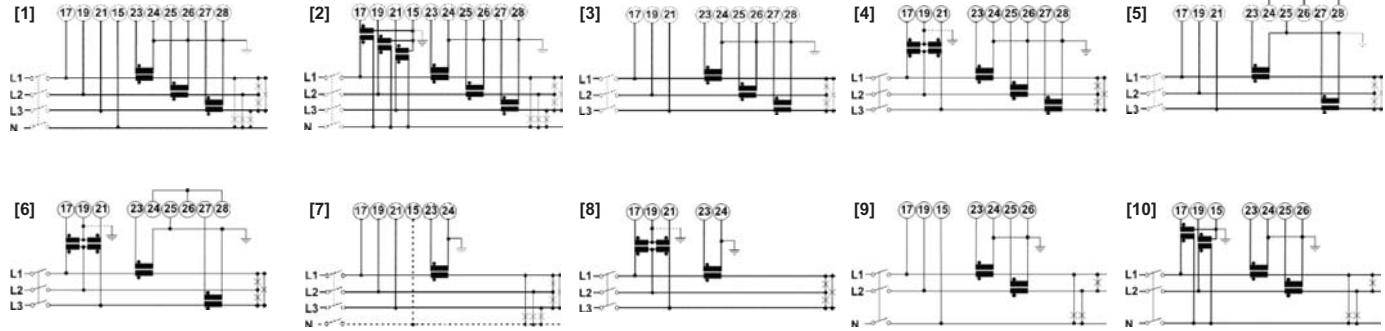 [1] 17 19 21 15 23 24 25 26 27 28
L1
L2
L3
N
[2] 17 19 21 15 23 24 25 26 27 28
L1
L2
L3
N
[3] 17 19 21 23 24 25 26 27 28
L1
L2
L3
[4] 17 19 21 23 24 25 26 27 28
L1
L2
L3
[5] 17 19 21 23 24 25 26 27 28
L1
L2
L3
[6] 17 19 21 23 24 25 26 27 28
L1
L2
L3
[7] 17 19 21 15 23 24
L1
L2
L3
N
[8] 17 19 21 23 24
L1
L2
L3
[9] 17 19 15 23 24 25 26
L1
L2
N
[10] 17 19 15 23 24 25 26
L1
L2
N